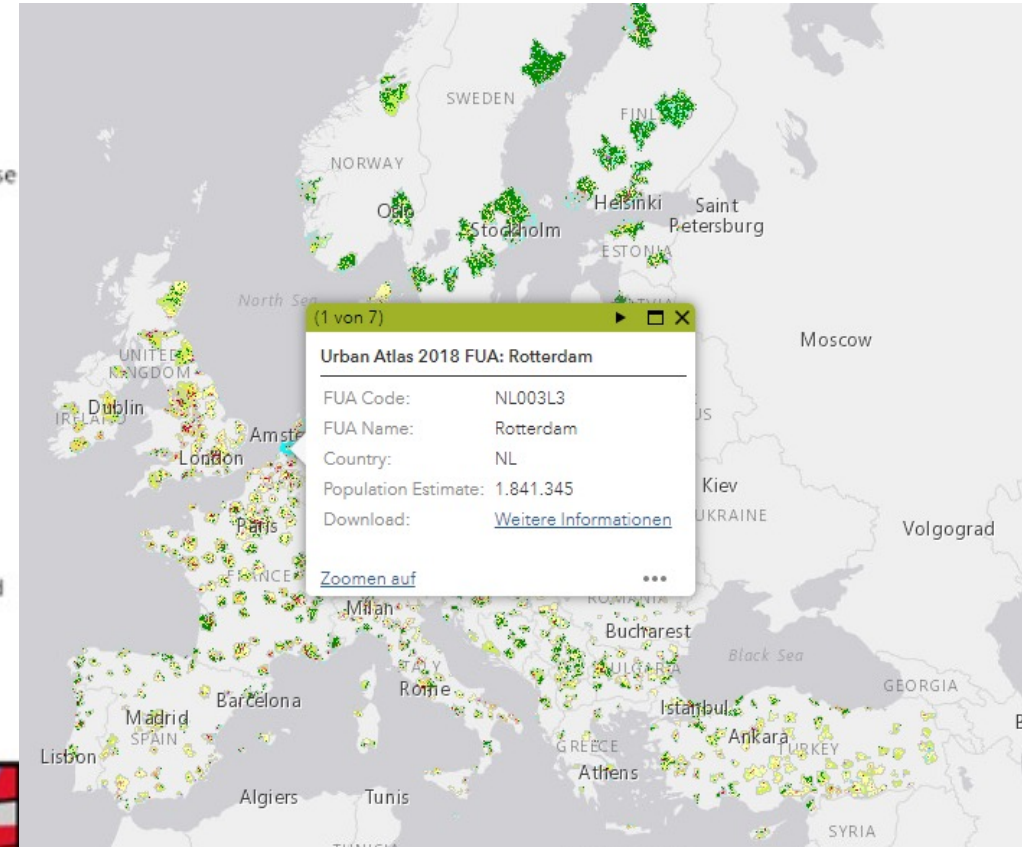 SWEDEN
FINL
NORWAY
Oslo
Helsinki
Saint Petersburg
Stockholm
ESTONIA
North Sea
LATVIA
(1 von 7)
Urban Atlas 2018 FUA: Rotterdam
FUA Code: NL003L3
FUA Name: Rotterdam
Country: NL
Population Estimate: 1.841.345
Download: Weitere Informationen
Zoomen auf
Moscow
UNITED KINGDOM
Dublin
IRELAND
Amste
London
US
Kiev
UKRAINE
Volgograd
Paris
FRANCE
Milan
ROMANIA
Bucharest
Black Sea
ITALY
BULGARIA
GEORGIA
Rome
Barcelona
Istanbul
Madrid
SPAIN
Ankara
TURKEY
Lisbon
GREECE
Athens
Algiers
Tunis
SYRIA
se